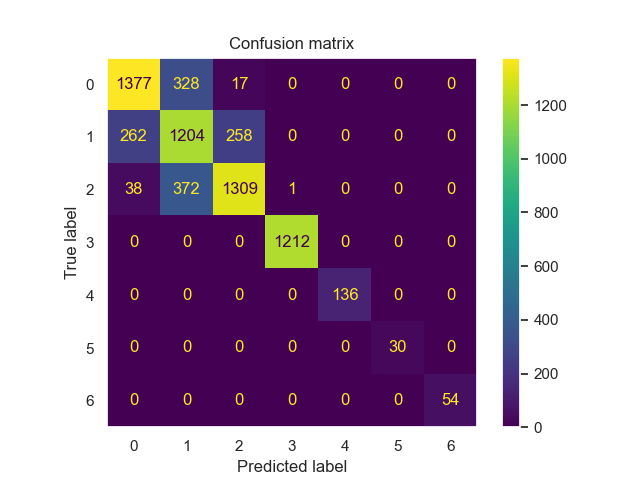 Confusion matrix
True label
0 1377 328 17 0 0 0 0
1 262 1204 258 0 0 0 0
2 38 372 1309 1 0 0 0
3 0 0 0 1212 0 0 0
4 0 0 0 0 136 0 0
5 0 0 0 0 0 30 0
6 0 0 0 0 0 0 54
0 1 2 3 4 5 6
Predicted label
1200
1000
800
600
400
200
0